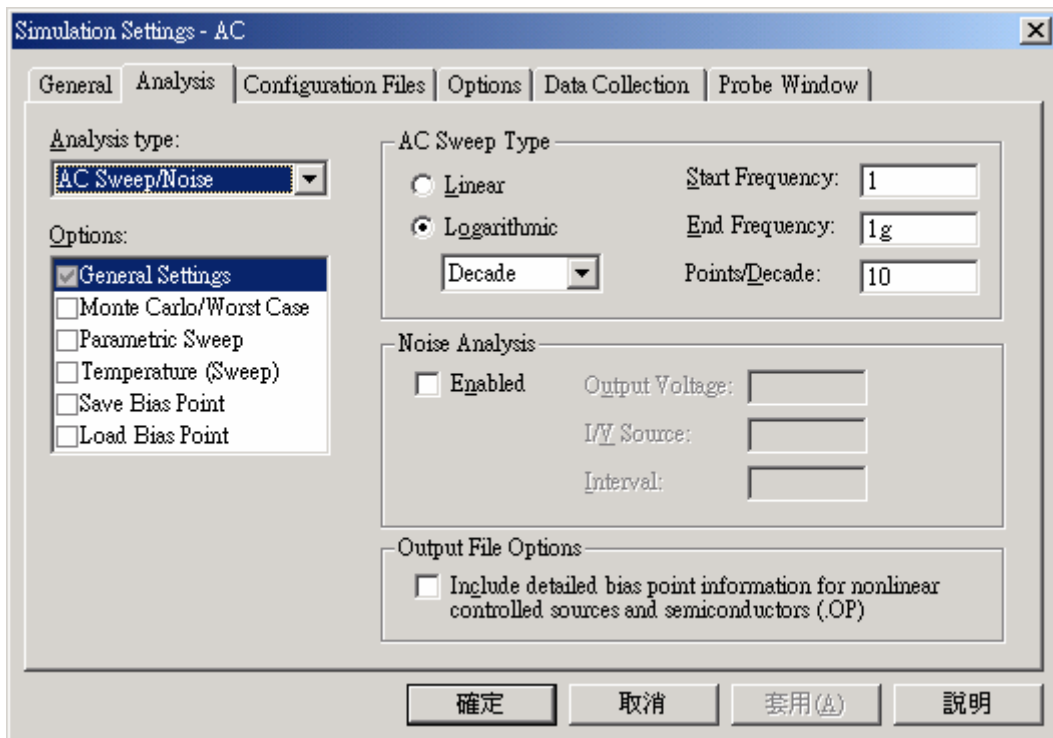 Simulation Settings - AC
General
Analysis
Configuration Files
Options
Data Collection
Probe Window
Analysis type:
AC Sweep/Noise
Options:
General Settings
Monte Carlo/Worst Case
Parametric Sweep
Temperature (Sweep)
Save Bias Point
Load Bias Point
AC Sweep Type
Linear
Logarithmic
Decade
Start Frequency:
1
End Frequency:
1g
Points/Decade:
10
Noise Analysis
Enabled
Output Voltage:
I/V Source:
Interval:
Output File Options
Include detailed bias point information for nonlinear
controlled sources and semiconductors (.OP)
確定
取消
套用(A)
說明